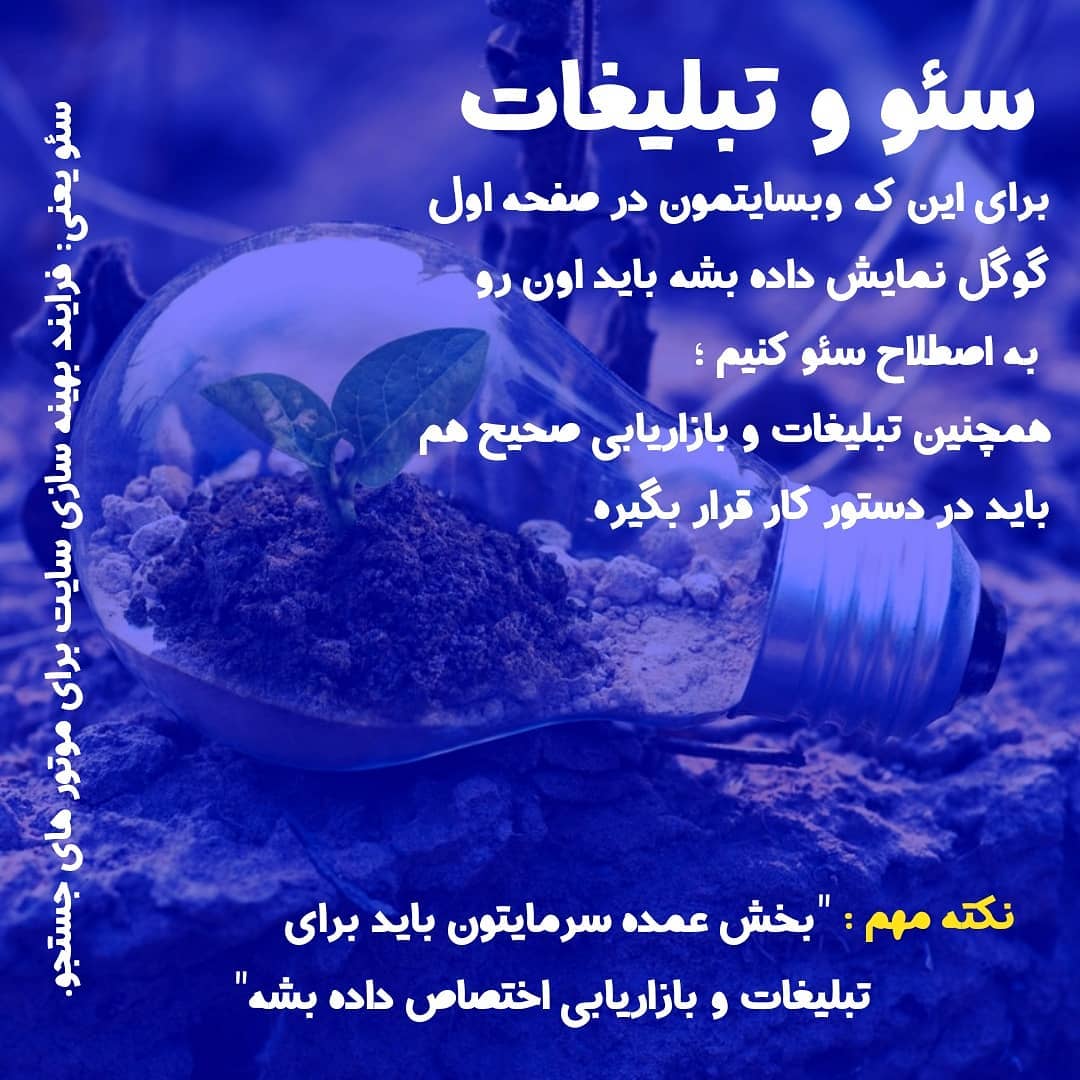 سئو و تبلیغات
برای این که وبسایتمون در صفحه اول
گوگل نمایش داده بشه باید اون رو
به اصطلاح سئو کنیم ؛
همچنین تبلیغات و بازاریابی صحیح هم
باید در دستور کار قرار بگیره
سئو یعنی: فرایند بهینه سازی سایت برای موتور های جستجو.
نکته مهم : "بخش عمده سرمایتون باید برای
تبلیغات و بازاریابی اختصاص داده بشه"